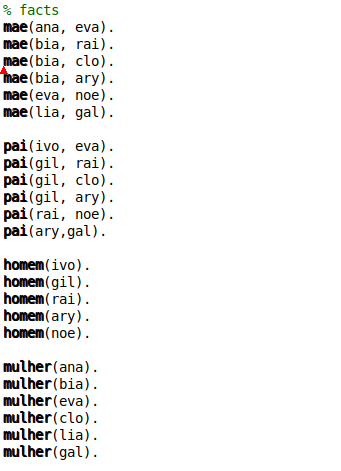 % facts
mae(ana, eva).
mae(bia, rai).
mae(bia, clo).
mae(bia, ary).
mae(eva, noe).
mae(lia, gal).
pai(ivo, eva).
pai(gil, rai).
pai(gil, clo).
pai(gil, ary).
pai(rai, noe).
pai(ary,gal).
homem(ivo).
homem(gil).
homem(rai).
homem(ary).
homem(noe).
mulher(ana).
mulher(bia).
mulher(eva).
mulher(clo).
mulher(lia).
mulher(gal).